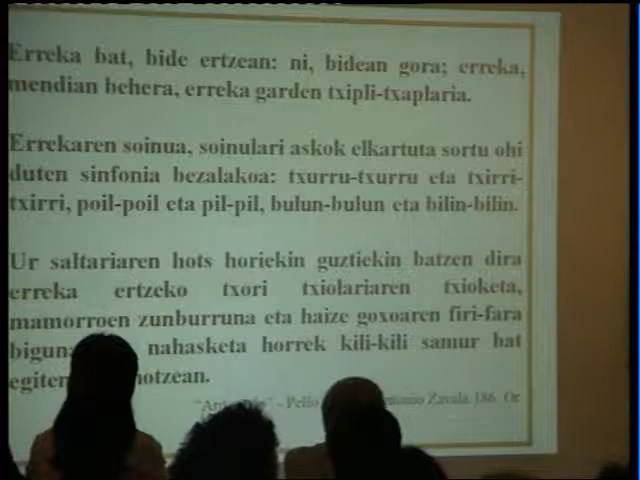 Erreka bat, bide ertzean: ni, bidean gora; erreka,
mendian behera, erreka garden txipli-txaplaria.
Errekaren soinua, soinulari askok elkartuta sortu ohi
duten sinfonia bezalakoa: txurru-txurru eta txirri-
txirri, poil-poil eta pil-pil, bulun-bulun eta bilin-bilin.
Ur saltariaren hots horiekin guztiekin batzen dira
erreka ertzeko txori txiolariaren txioketa,
mamorroen zunburruna eta haize goxoaren firi-fara
nahasketa horrek kili-kili samur bat
- Pello Zavala. 186. Or